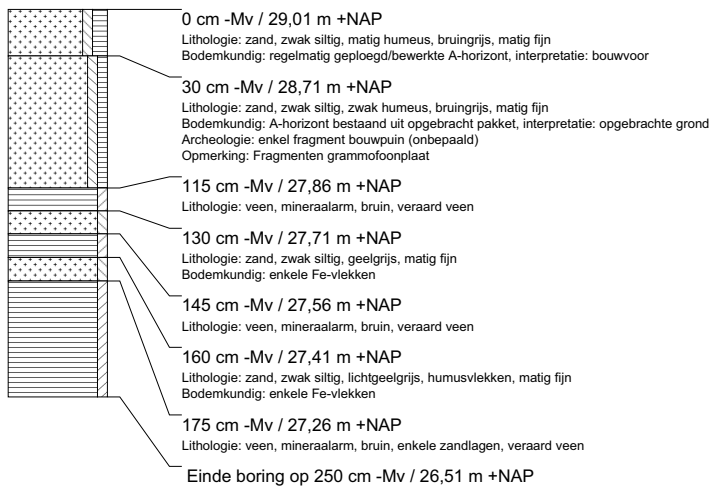 0 cm -Mv / 29,01 m +NAP
Lithologie: zand, zwak siltig, matig humeus, bruingrijs, matig fijn
Bodemkundig: regelmatig geploegd/bewerkte A-horizont, interpretatie: bouwvoor
30 cm -Mv / 28,71 m +NAP
Lithologie: zand, zwak siltig, zwak humeus, bruingrijs, matig fijn
Bodemkundig: A-horizont bestaand uit opgebracht pakket, interpretatie: opgebrachte grond
Archeologie: enkel fragment bouwpuin (onbepaald)
Opmerking: Fragmenten grammofoonplaat
115 cm -Mv / 27,86 m +NAP
Lithologie: veen, mineraalarm, bruin, veraard veen
130 cm -Mv / 27,71 m +NAP
Lithologie: zand, zwak siltig, geelgrijs, matig fijn
Bodemkundig: enkele Fe-vlekken
145 cm -Mv / 27,56 m +NAP
Lithologie: veen, mineraalarm, bruin, veraard veen
160 cm -Mv / 27,41 m +NAP
Lithologie: zand, zwak siltig, lichtgeelgrijs, humusvlekken, matig fijn
Bodemkundig: enkele Fe-vlekken
175 cm -Mv / 27,26 m +NAP
Lithologie: veen, mineraalarm, bruin, enkele zandlagen, veraard veen
Einde boring op 250 cm -Mv / 26,51 m +NAP